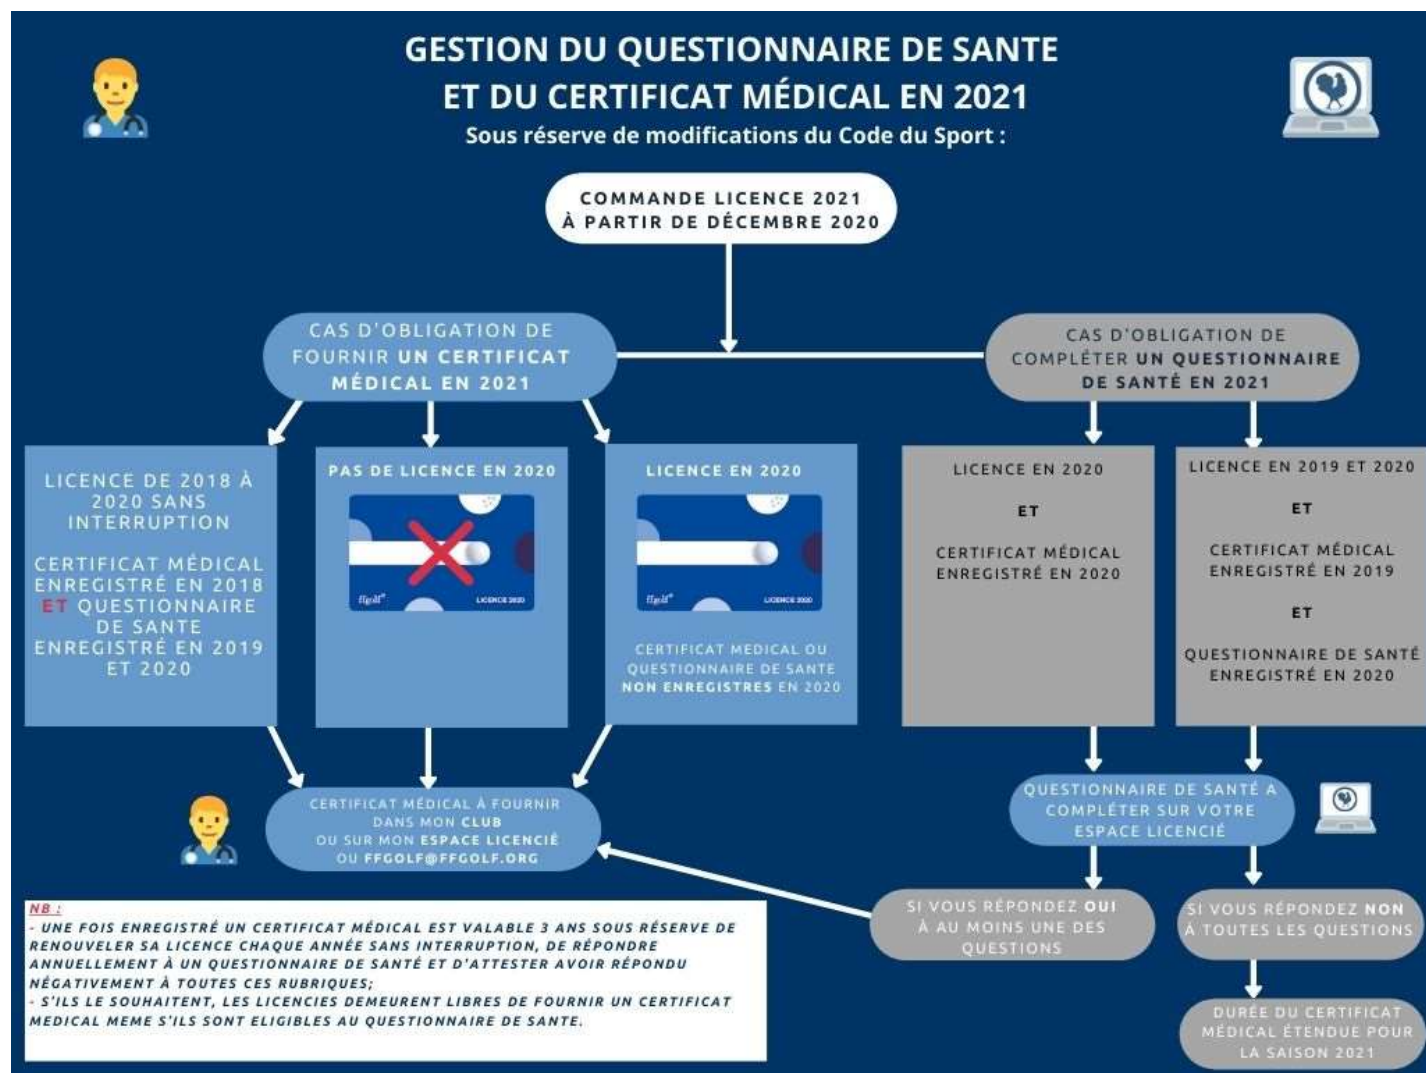 GESTION DU QUESTIONNAIRE DE SANTE
ET DU CERTIFICAT MÉDICAL EN 2021
Sous réserve de modifications du Code du Sport :
COMMANDE LICENCE 2021
À PARTIR DE DÉCEMBRE 2020
CAS D'OBLIGATION DE
FOURNIR UN CERTIFICAT
MÉDICAL EN 2021
CAS D'OBLIGATION DE
COMPLÉTER UN QUESTIONNAIRE
DE SANTÉ EN 2021
LICENCE DE 2018 À
2020 SANS
INTERRUPTION
CERTIFICAT MÉDICAL
ENREGISTRÉ EN 2018
ET QUESTIONNAIRE
DE SANTE
ENREGISTRÉ EN 2019
ET 2020
PAS DE LICENCE EN 2020
ffgolf
LICENCE 2020
LICENCE EN 2020
ffgolf
LICENCE 2020
CERTIFICAT MEDICAL OU
QUESTIONNAIRE DE SANTE
NON ENREGISTRES EN 2020
LICENCE EN 2020
ET
CERTIFICAT MÉDICAL
ENREGISTRÉ EN 2020
LICENCE EN 2019 ET 2020
ET
CERTIFICAT MÉDICAL
ENREGISTRÉ EN 2019
ET
QUESTIONNAIRE DE SANTÉ
ENREGISTRÉ EN 2020
CERTIFICAT MÉDICAL À FOURNIR
DANS MON CLUB
OU SUR MON ESPACE LICENCIÉ
OU FFGOLF@FFGOLF.ORG
QUESTIONNAIRE DE SANTÉ A
COMPLÉTER SUR VOTRE
ESPACE LICENCIÉ
SI VOUS RÉPONDEZ OUI
À AU MOINS UNE DES
QUESTIONS
SI VOUS RÉPONDEZ NON
À TOUTES LES QUESTIONS
DURÉE DU CERTIFICAT
MÉDICAL ÉTENDUE POUR
LA SAISON 2021
NB :
- UNE FOIS ENREGISTRÉ UN CERTIFICAT MÉDICAL EST VALABLE 3 ANS SOUS RÉSERVE DE
RENOUVELER SA LICENCE CHAQUE ANNÉE SANS INTERRUPTION, DE RÉPONDRE
ANNUELLEMENT À UN QUESTIONNAIRE DE SANTÉ ET D'ATTESTER AVOIR RÉPONDU
NÉGATIVEMENT À TOUTES CES RUBRIQUES;
- S'ILS LE SOUHAITENT, LES LICENCIES DEMEURENT LIBRES DE FOURNIR UN CERTIFICAT
MEDICAL MEME S'ILS SONT ELIGIBLES AU QUESTIONNAIRE DE SANTE.